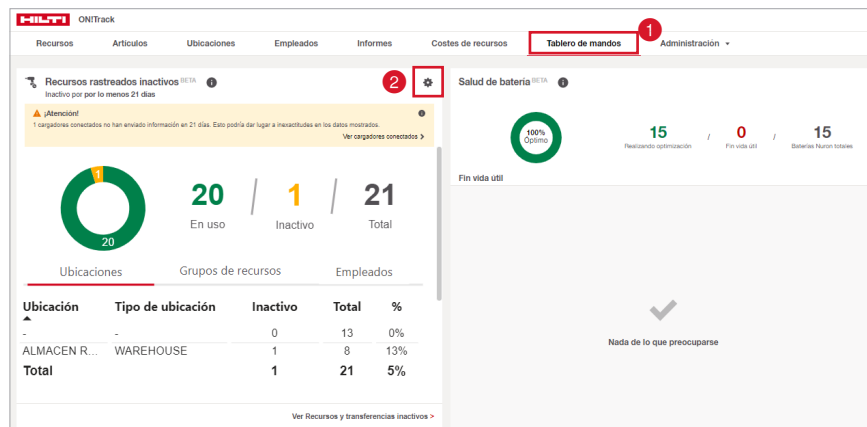 HILTI ON!Track
Recursos Artículos Ubicaciones Empleados Informes Costes de recursos Tablero de mandos Administración
1
Recursos rastreados inactivos BETA
Inactivo por por lo menos 21 días
2
¡Atención!
1 cargadores conectados no han enviado información en 21 días. Esto podría dar lugar a inexactitudes en los datos mostrados.
Ver cargadores conectados >
1
20
20 / 1 / 21
En uso Inactivo Total
Ubicaciones Grupos de recursos Empleados
Ubicación Tipo de ubicación Inactivo Total %
- - 0 13 0%
ALMACEN R... WAREHOUSE 1 8 13%
Total 1 21 5%
Ver Recursos y transferencias inactivos >
Salud de batería BETA
100%
Óptimo
15 / 0 / 15
Realizando optimización Fin vida útil Baterías Nuron totales
Fin vida útil
Nada de lo que preocuparse